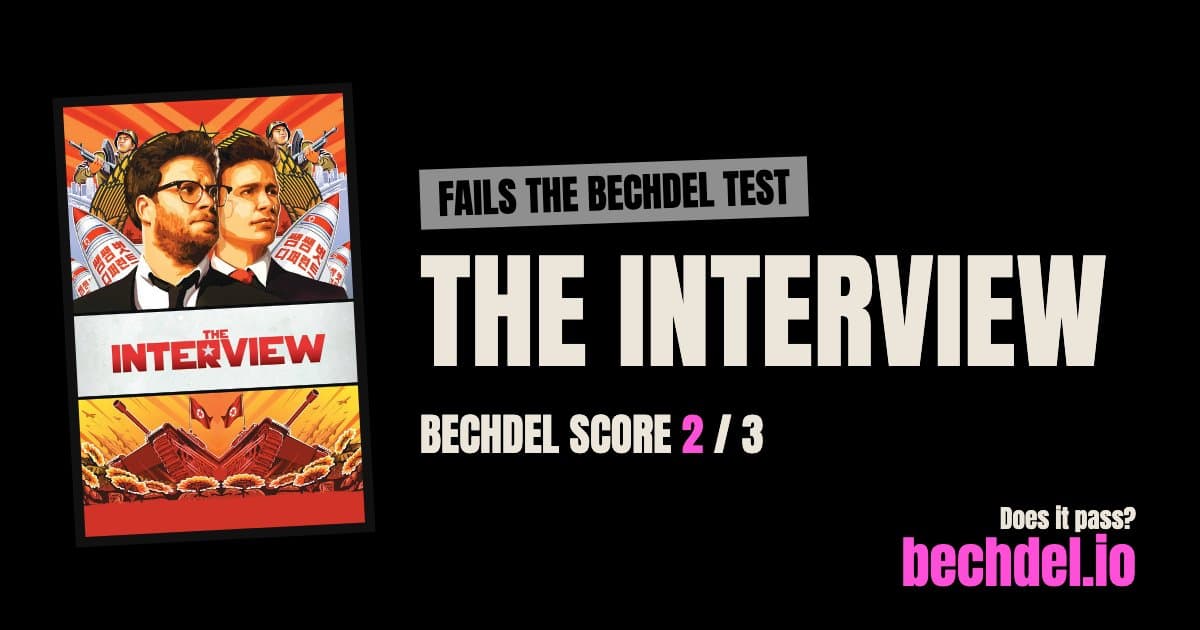 FAILS THE BECHDEL TEST
THE INTERVIEW
BECHDEL SCORE 2 / 3
THE
INTERVIEW
Does it pass?
bechdel.io